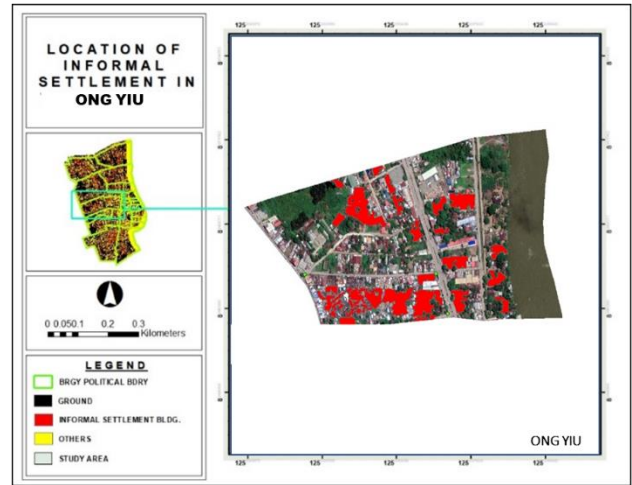 LOCATION OF
INFORMAL
SETTLEMENT IN
ONG YIU
0 0.050.1 0.2 0.3
Kilometers
LEGEND
BRGY POLITICAL BDRY
GROUND
INFORMAL SETTLEMENT BLDG.
OTHERS
STUDY AREA
125 125 125 125 125
125 125 125 125 125
ONG YIU